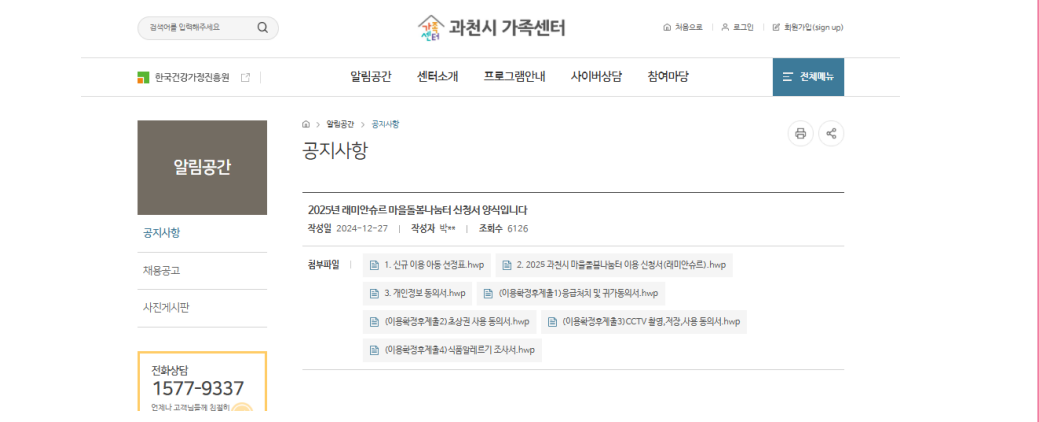 검색어를 입력해주세요
가족센터 과천시 가족센터
처음으로 | 로그인 | 회원가입(sign up)
한국건강가정진흥원
알림공간 센터소개 프로그램안내 사이버상담 참여마당
전체메뉴
알림공간 > 공지사항
공지사항
알림공간
공지사항
채용공고
사진게시판
전화상담
1577-9337
2025년 래미안슈르 마을돌봄나눔터 신청서 양식입니다
작성일 2024-12-27 | 작성자 박** | 조회수 6126
첨부파일
1. 신규 이용 아동 선정표.hwp
2. 2025 과천시 마을돌봄나눔터 이용 신청서(래미안슈르).hwp
3. 개인정보 동의서.hwp
(이용확정후제출1)응급처치 및 귀가동의서.hwp
(이용확정후제출2)초상권 사용 동의서.hwp
(이용확정후제출3)CCTV 촬영,저장,사용 동의서.hwp
(이용확정후제출4)식품알레르기 조사서.hwp